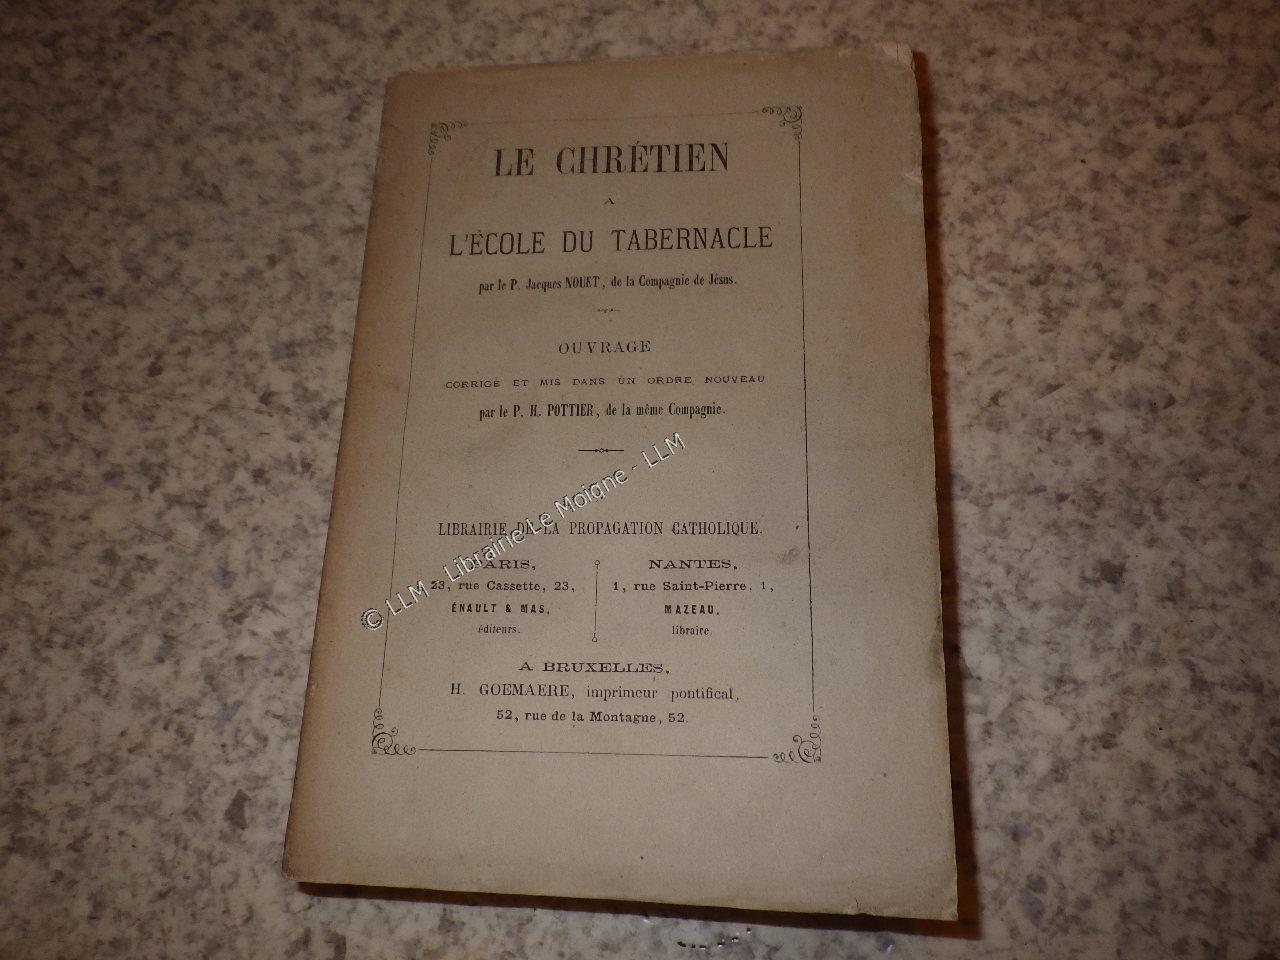 LE CHRÉTIEN
A
L'ÉCOLE DU TABERNACLE
par le P. Jacques NOUET, de la Compagnie de Jésus.
OUVRAGE
CORRIGÉ ET MIS DANS UN ORDRE NOUVEAU
par le P. H. POTTIER, de la même Compagnie.
LIBRAIRIE DE LA PROPAGATION CATHOLIQUE.
PARIS,
23, rue Cassette, 23,
ÉNAULT & MAS,
éditeurs.
NANTES,
1, rue Saint-Pierre, 1,
MAZEAU,
libraire.
A BRUXELLES,
H. GOEMAERE, imprimeur pontifical,
52, rue de la Montagne, 52.
© LLM - Librairie Le Moigne - LLM